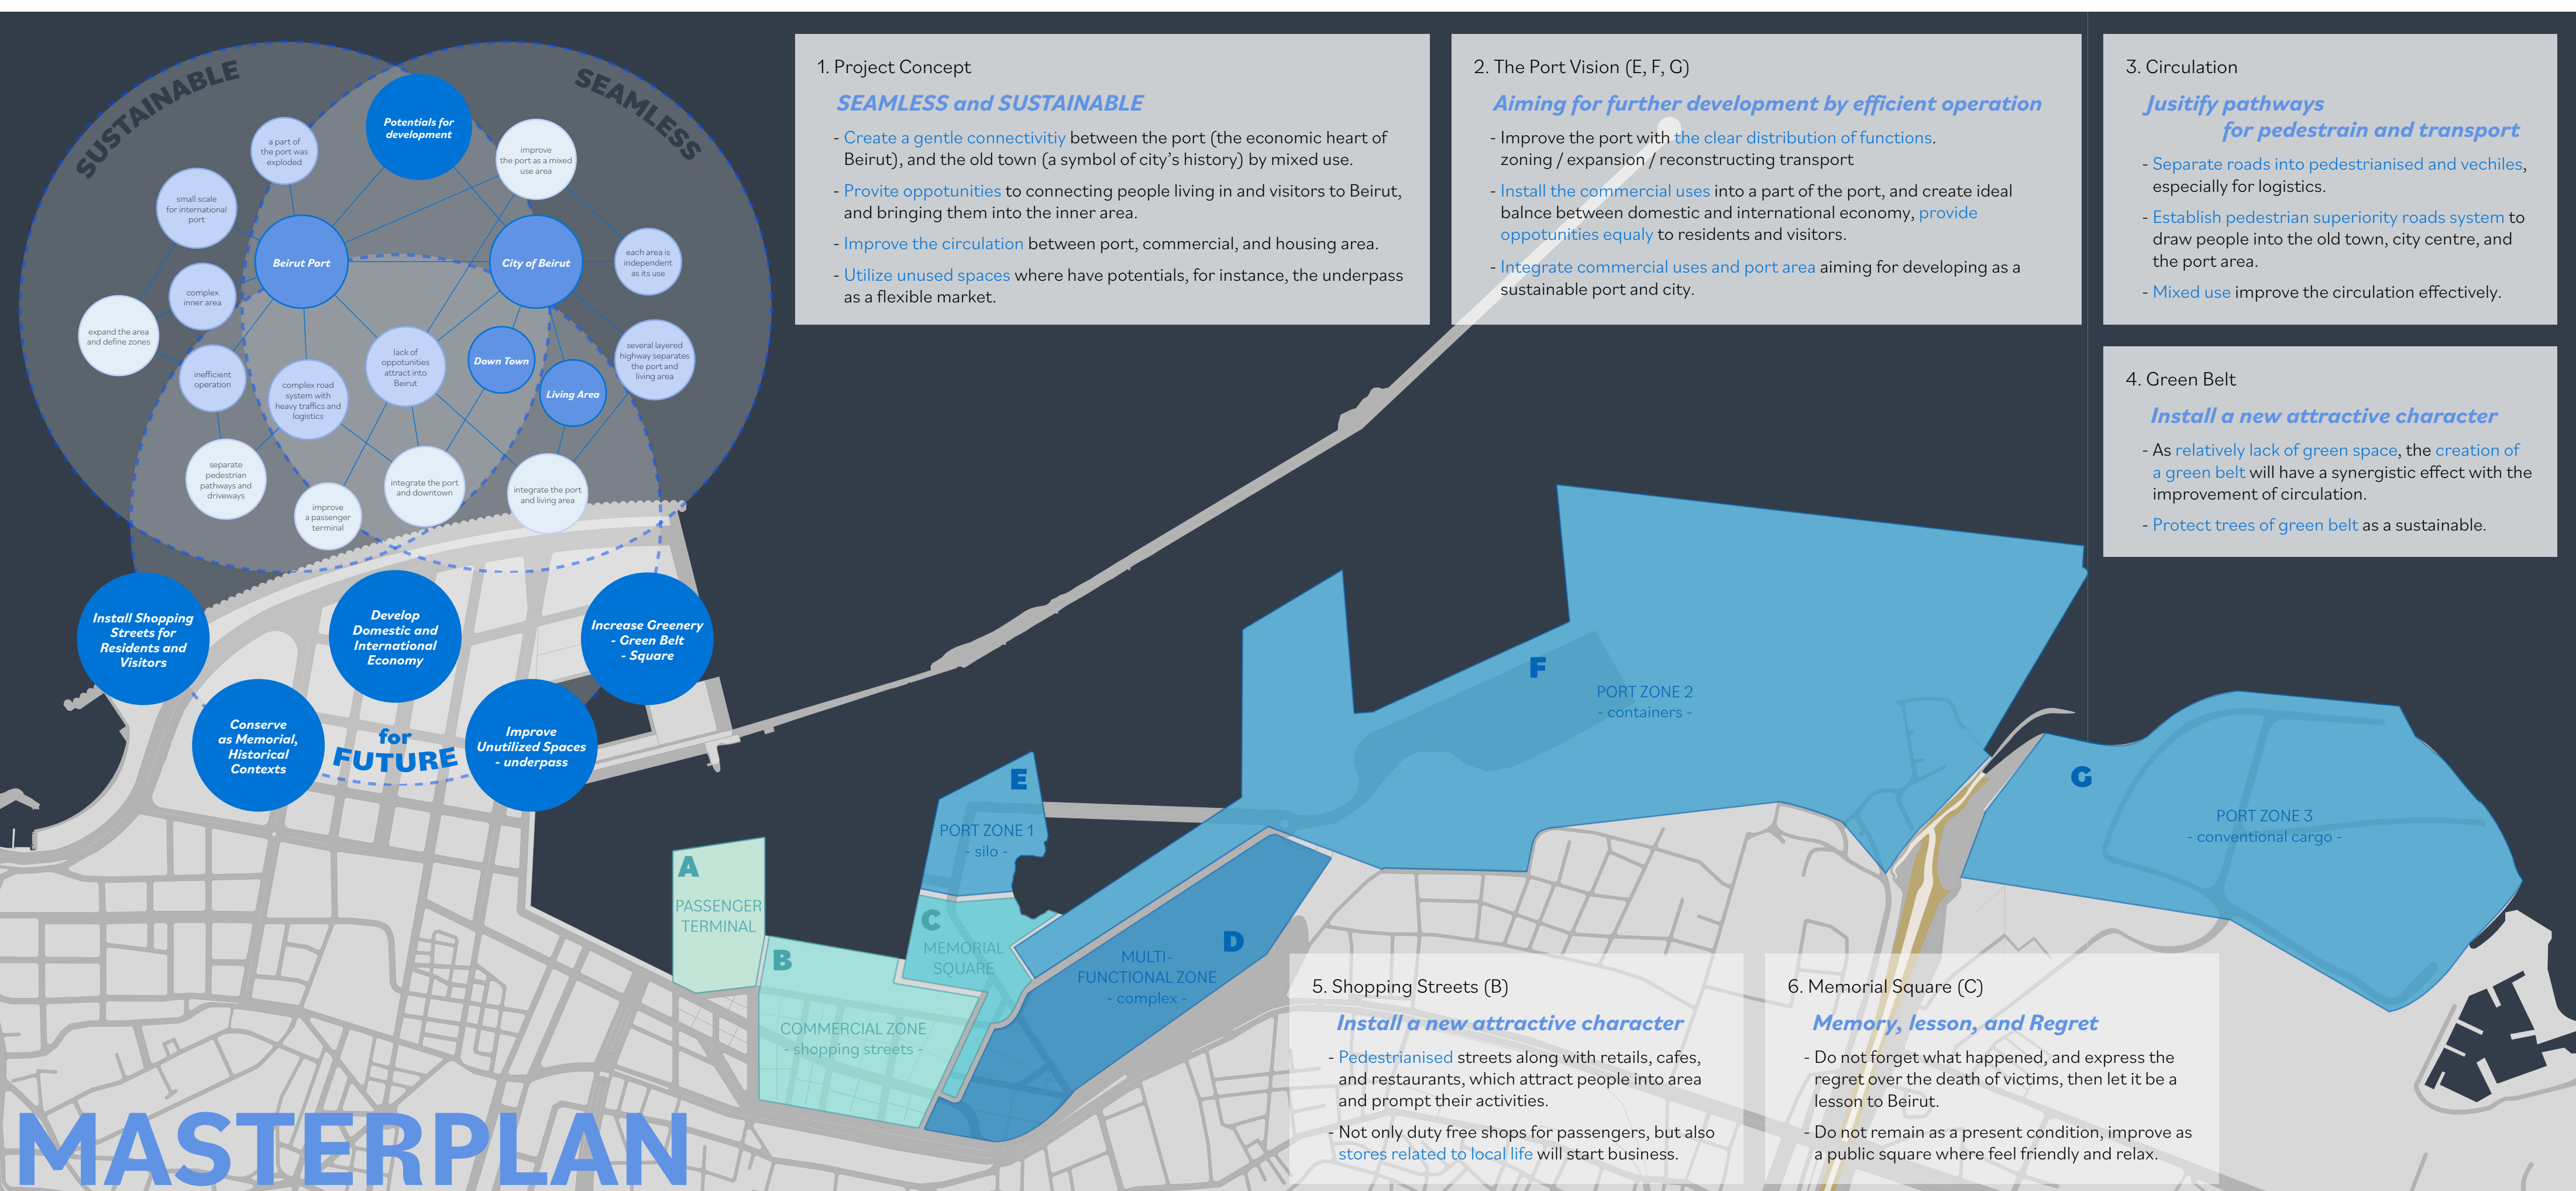 SUSTAINABLE
SEAMLESS
Potentials for
development
a part of
the port was
exploded
improve
the port as a mixed
use area
small scale
for international
port
Beirut Port
City of Beirut
each area is
independent
as its use
complex
inner area
expand the area
and define zones
inefficient
operation
complex road
system with
heavy traffics and
logistics
lack of
oppotunities
attract into
Beirut
Down Town
Living Area
several layered
highway separates
the port and
living area
separate
pedestrian
pathways and
driveways
improve
a passenger
terminal
integrate the port
and downtown
integrate the port
and living area
Install Shopping
Streets for
Residents and
Visitors
Develop
Domestic and
International
Economy
Increase Greenery
- Green Belt
- Square
Conserve
as Memorial,
Historical
Contexts
for
FUTURE
Improve
Unutilized Spaces
- underpass
1. Project Concept
SEAMLESS and SUSTAINABLE
- Create a gentle connectivitiy between the port (the economic heart of
Beirut), and the old town (a symbol of city's history) by mixed use.
- Provite oppotunities to connecting people living in and visitors to Beirut,
and bringing them into the inner area.
- Improve the circulation between port, commercial, and housing area.
- Utilize unused spaces where have potentials, for instance, the underpass
as a flexible market.
2. The Port Vision (E, F, G)
Aiming for further development by efficient operation
- Improve the port with the clear distribution of functions.
zoning / expansion / reconstructing transport
- Install the commercial uses into a part of the port, and create ideal
balnce between domestic and international economy, provide
oppotunities equaly to residents and visitors.
- Integrate commercial uses and port area aiming for developing as a
sustainable port and city.
3. Circulation
Jusitify pathways
for pedestrain and transport
- Separate roads into pedestrianised and vechiles,
especially for logistics.
- Establish pedestrian superiority roads system to
draw people into the old town, city centre, and
the port area.
- Mixed use improve the circulation effectively.
4. Green Belt
Install a new attractive character
- As relatively lack of green space, the creation of
a green belt will have a synergistic effect with the
improvement of circulation.
- Protect trees of green belt as a sustainable.
A
PASSENGER
TERMINAL
B
COMMERCIAL ZONE
- shopping streets -
C
MEMORIAL
SQUARE
D
MULTI-
FUNCTIONAL ZONE
- complex -
E
PORT ZONE 1
- silo -
F
PORT ZONE 2
- containers -
G
PORT ZONE 3
- conventional cargo -
5. Shopping Streets (B)
Install a new attractive character
- Pedestrianised streets along with retails, cafes,
and restaurants, which attract people into area
and prompt their activities.
- Not only duty free shops for passengers, but also
stores related to local life will start business.
6. Memorial Square (C)
Memory, lesson, and Regret
- Do not forget what happened, and express the
regret over the death of victims, then let it be a
lesson to Beirut.
- Do not remain as a present condition, improve as
a public square where feel friendly and relax.
MASTERPLAN